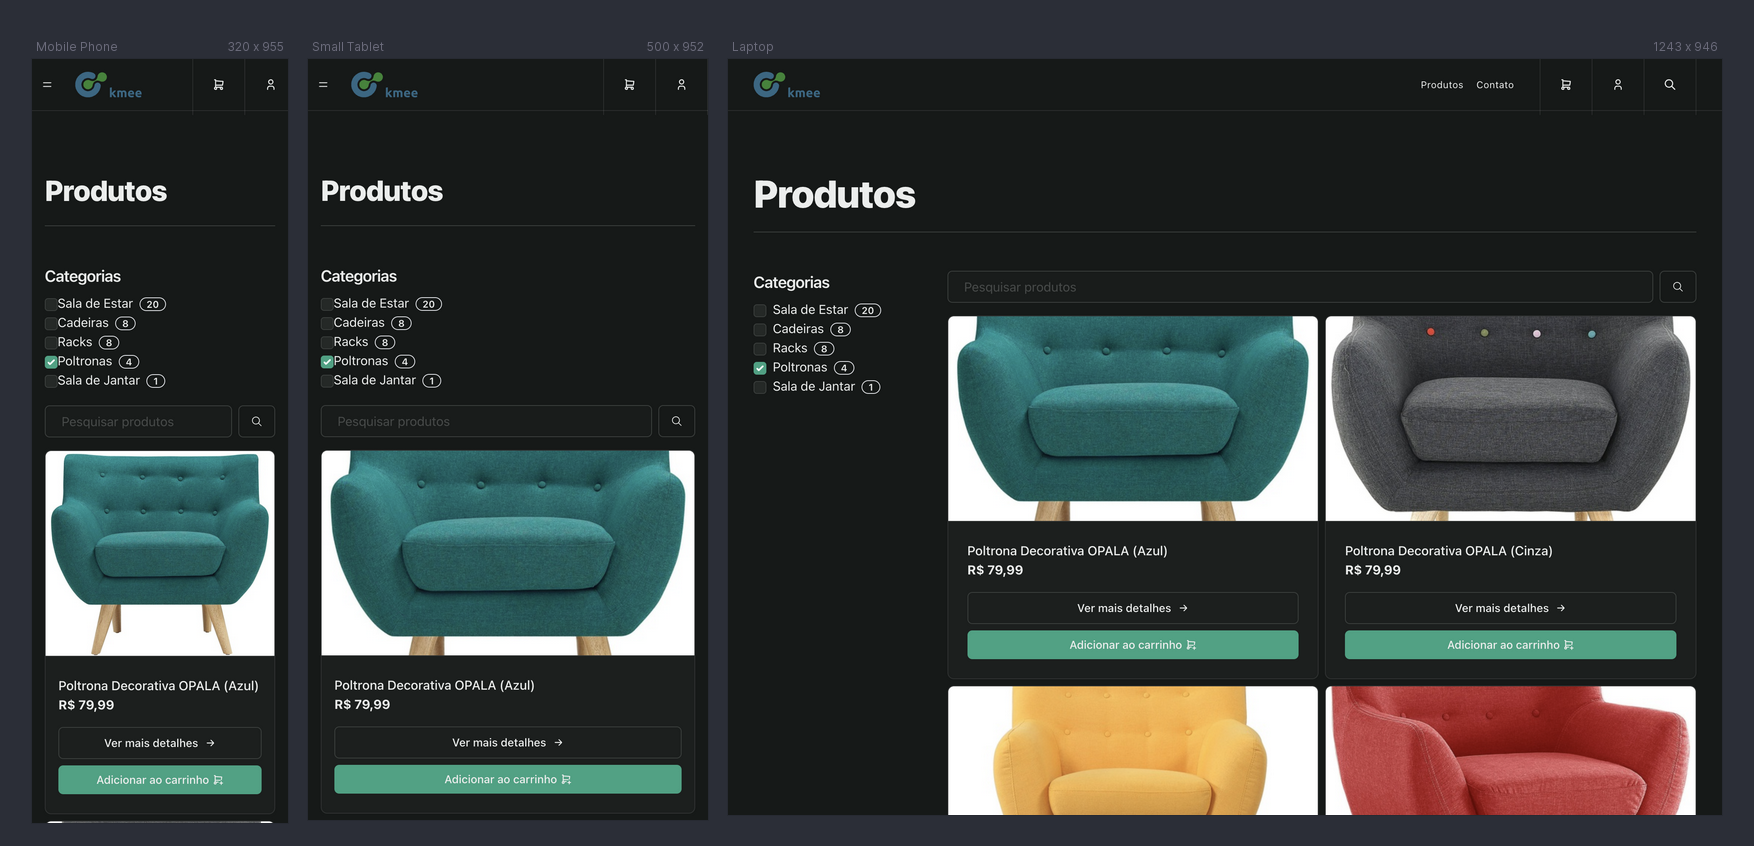 Mobile Phone 320 x 955
kmee
Produtos
Categorias
Sala de Estar 20
Cadeiras 8
Racks 8
Poltronas 4
Sala de Jantar 1
Pesquisar produtos
Poltrona Decorativa OPALA (Azul)
R$ 79,99
Ver mais detalhes →
Adicionar ao carrinho
Small Tablet 500 x 952
kmee
Produtos
Categorias
Sala de Estar 20
Cadeiras 8
Racks 8
Poltronas 4
Sala de Jantar 1
Pesquisar produtos
Poltrona Decorativa OPALA (Azul)
R$ 79,99
Ver mais detalhes →
Adicionar ao carrinho
Laptop 1243 x 946
kmee
Produtos Contato
Produtos
Categorias
Sala de Estar 20
Cadeiras 8
Racks 8
Poltronas 4
Sala de Jantar 1
Pesquisar produtos
Poltrona Decorativa OPALA (Azul)
R$ 79,99
Ver mais detalhes →
Adicionar ao carrinho
Poltrona Decorativa OPALA (Cinza)
R$ 79,99
Ver mais detalhes →
Adicionar ao carrinho